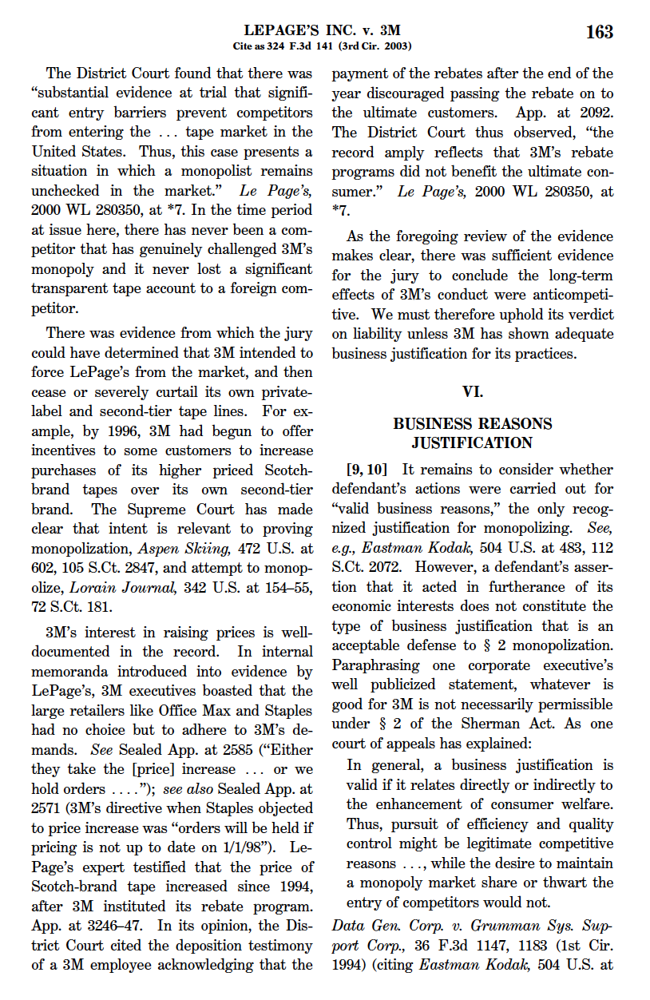 LEPAGE'S INC. v. 3M
163
Cite as 324 F.3d 141 (3rd Cir. 2003)
The District Court found that there was
“substantial evidence at trial that signifi-
cant entry barriers prevent competitors
from entering the ... tape market in the
United States. Thus, this case presents a
situation in which a monopolist remains
unchecked in the market.” Le Page's,
2000 WL 280350, at *7. In the time period
at issue here, there has never been a com-
petitor that has genuinely challenged 3M's
monopoly and it never lost a significant
transparent tape account to a foreign com-
petitor.
There was evidence from which the jury
could have determined that 3M intended to
force LePage's from the market, and then
cease or severely curtail its own private-
label and second-tier tape lines. For ex-
ample, by 1996, 3M had begun to offer
incentives to some customers to increase
purchases of its higher priced Scotch-
brand tapes over its own second-tier
brand. The Supreme Court has made
clear that intent is relevant to proving
monopolization, Aspen Skiing, 472 U.S. at
602, 105 S.Ct. 2847, and attempt to monop-
olize, Lorain Journal, 342 U.S. at 154–55,
72 S.Ct. 181.
3M's interest in raising prices is well-
documented in the record. In internal
memoranda introduced into evidence by
LePage's, 3M executives boasted that the
large retailers like Office Max and Staples
had no choice but to adhere to 3M's de-
mands. See Sealed App. at 2585 (“Either
they take the [price] increase ... or we
hold orders ....”); see also Sealed App. at
2571 (3M's directive when Staples objected
to price increase was “orders will be held if
pricing is not up to date on 1/1/98”). Le-
Page's expert testified that the price of
Scotch-brand tape increased since 1994,
after 3M instituted its rebate program.
App. at 3246–47. In its opinion, the Dis-
trict Court cited the deposition testimony
of a 3M employee acknowledging that the
payment of the rebates after the end of the
year discouraged passing the rebate on to
the ultimate customers. App. at 2092.
The District Court thus observed, “the
record amply reflects that 3M's rebate
programs did not benefit the ultimate con-
sumer.” Le Page's, 2000 WL 280350, at
*7.
As the foregoing review of the evidence
makes clear, there was sufficient evidence
for the jury to conclude the long-term
effects of 3M's conduct were anticompeti-
tive. We must therefore uphold its verdict
on liability unless 3M has shown adequate
business justification for its practices.
VI.
BUSINESS REASONS
JUSTIFICATION
[9, 10] It remains to consider whether
defendant's actions were carried out for
“valid business reasons,” the only recog-
nized justification for monopolizing. See,
e.g., Eastman Kodak, 504 U.S. at 483, 112
S.Ct. 2072. However, a defendant's asser-
tion that it acted in furtherance of its
economic interests does not constitute the
type of business justification that is an
acceptable defense to § 2 monopolization.
Paraphrasing one corporate executive's
well publicized statement, whatever is
good for 3M is not necessarily permissible
under § 2 of the Sherman Act. As one
court of appeals has explained:
In general, a business justification is
valid if it relates directly or indirectly to
the enhancement of consumer welfare.
Thus, pursuit of efficiency and quality
control might be legitimate competitive
reasons ..., while the desire to maintain
a monopoly market share or thwart the
entry of competitors would not.
Data Gen. Corp. v. Grumman Sys. Sup-
port Corp., 36 F.3d 1147, 1183 (1st Cir.
1994) (citing Eastman Kodak, 504 U.S. at